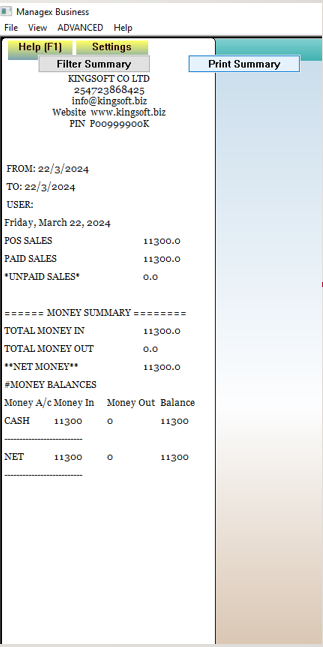 Managex Business
File View ADVANCED Help
Help (F1) Settings
Filter Summary Print Summary
KINGSOFT CO LTD
254723868425
info@kingsoft.biz
Website www.kingsoft.biz
PIN P00999900K
FROM: 22/3/2024
TO: 22/3/2024
USER:
Friday, March 22, 2024
POS SALES 11300.0
PAID SALES 11300.0
*UNPAID SALES* 0.0
====== MONEY SUMMARY ========
TOTAL MONEY IN 11300.0
TOTAL MONEY OUT 0.0
**NET MONEY** 11300.0
#MONEY BALANCES
Money A/c Money In Money Out Balance
CASH 11300 0 11300
--------------------------
NET 11300 0 11300
--------------------------